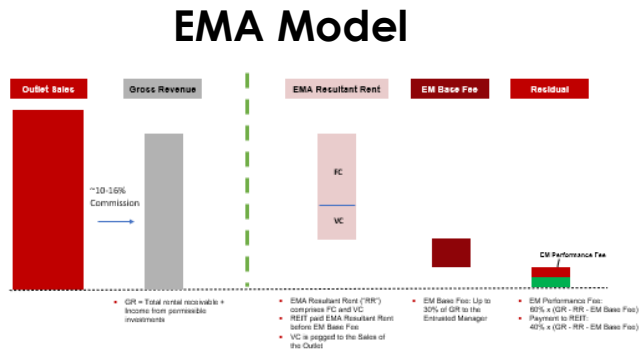 EMA Model
Outlet Sales
Gross Revenue
EMA Resultant Rent
EM Base Fee
Residual
~10-16%
Commission
FC
VC
EM Performance Fee
• GR = Total rental receivable +
Income from permissible
investments
• EMA Resultant Rent ("RR")
comprises FC and VC
• REIT paid EMA Resultant Rent
before EM Base Fee
• VC is pegged to the Sales of
the Outlet
• EM Base Fee: Up to
30% of GR to the
Entrusted Manager
• EM Performance Fee:
60% x (GR - RR - EM Base Fee)
• Payment to REIT:
40% x (GR - RR - EM Base Fee)